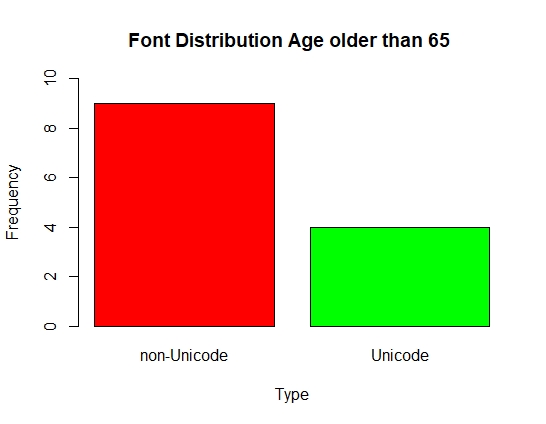 Font Distribution Age older than 65
Frequency
10
8
6
4
2
0
non-Unicode Unicode
Type